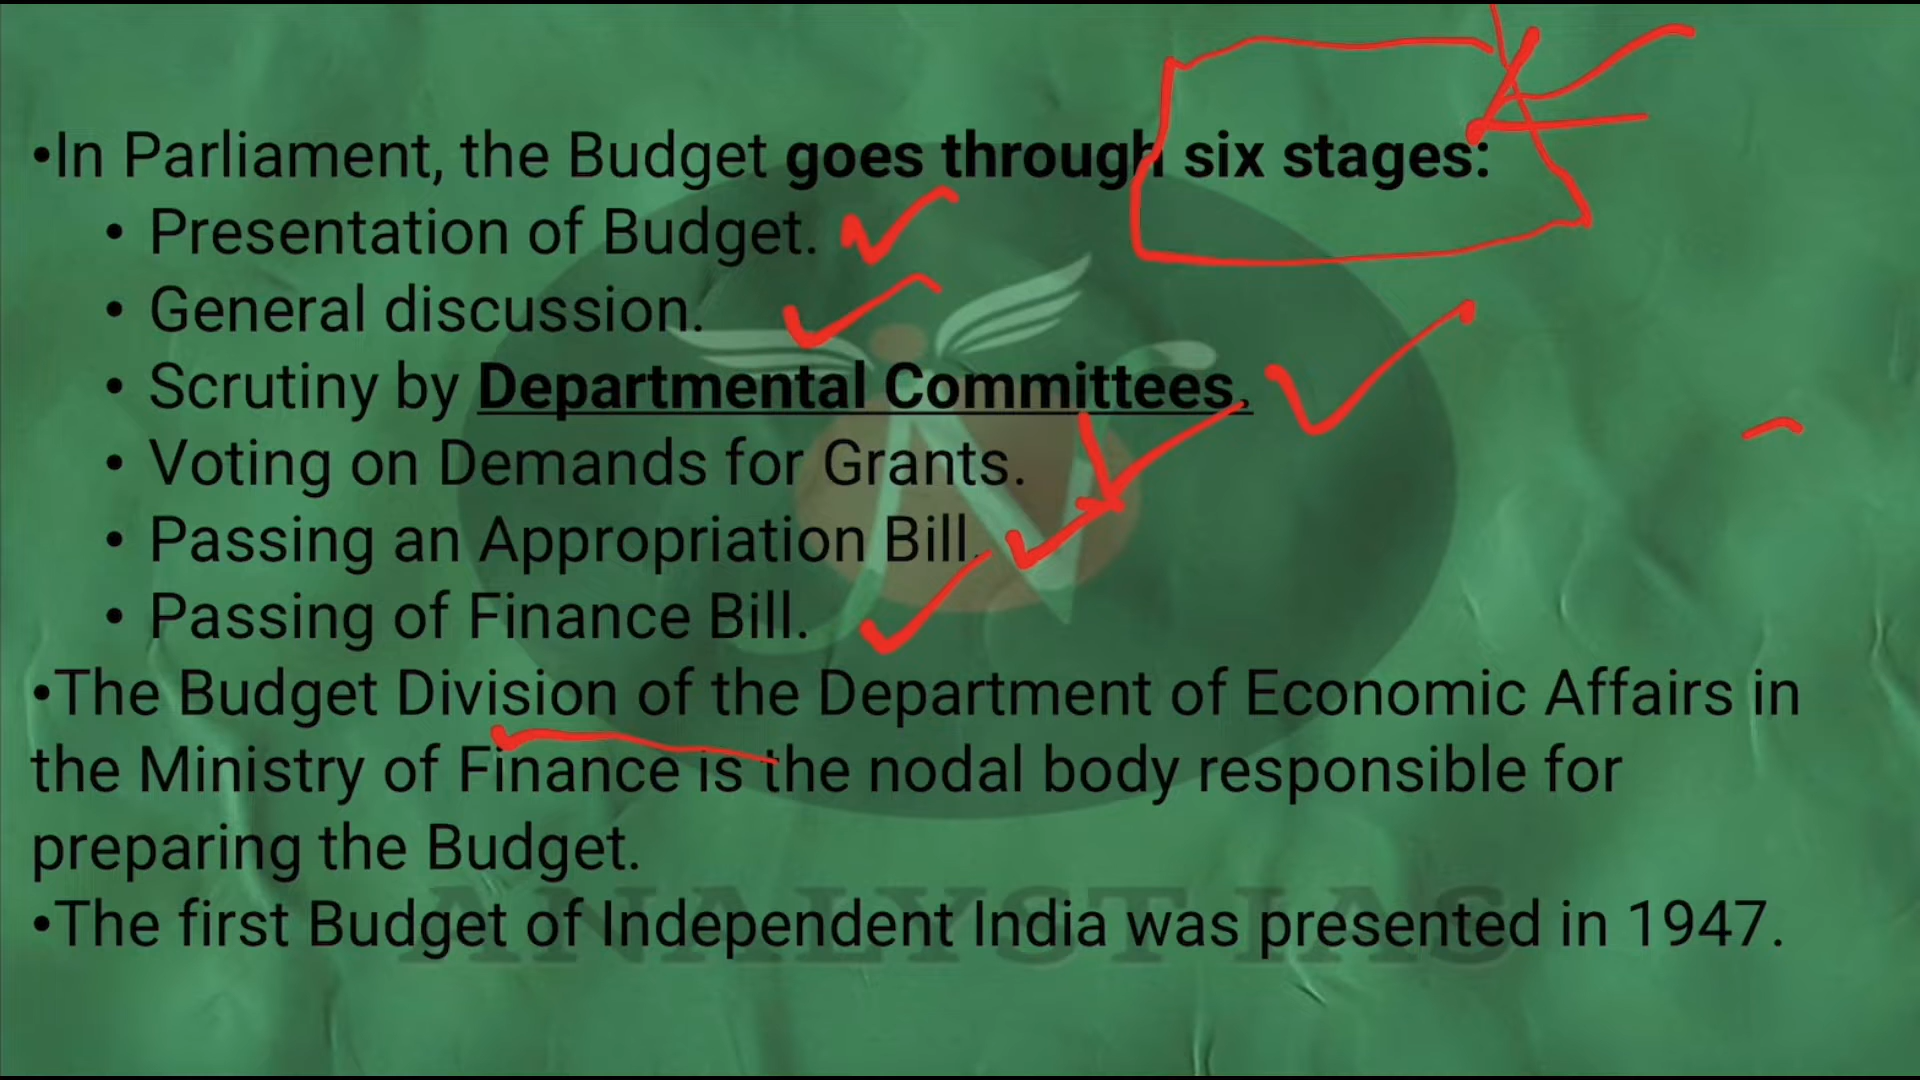 •In Parliament, the Budget goes through six stages:
• Presentation of Budget.
• General discussion.
• Scrutiny by Departmental Committees.
• Voting on Demands for Grants.
• Passing an Appropriation Bill.
• Passing of Finance Bill.
•The Budget Division of the Department of Economic Affairs in
the Ministry of Finance is the nodal body responsible for
preparing the Budget.
ANALYST IAS
•The first Budget of Independent India was presented in 1947.